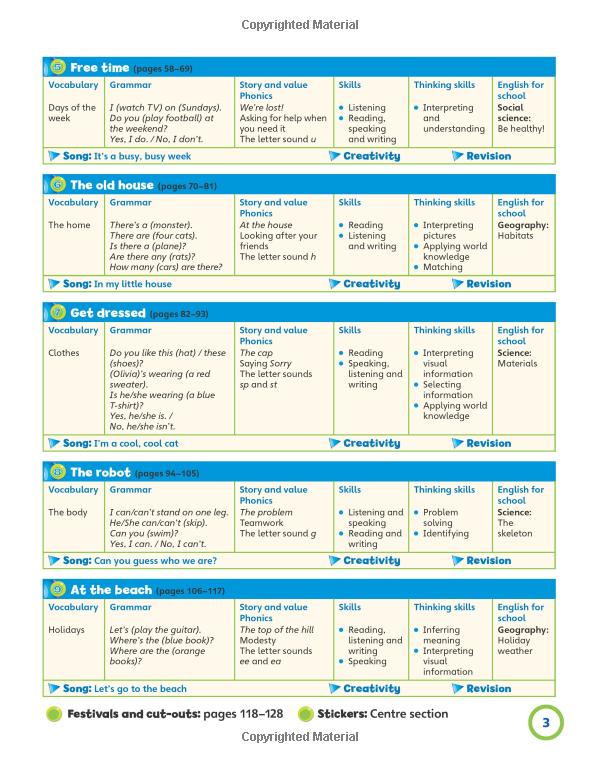 Copyrighted Material
5 Free time (pages 58–69)
Vocabulary
Days of the
week
Grammar
I (watch TV) on (Sundays).
Do you (play football) at
the weekend?
Yes, I do. / No, I don't.
Story and value
Phonics
We're lost!
Asking for help when
you need it
The letter sound u
Skills
• Listening
• Reading,
speaking
and writing
Thinking skills
• Interpreting
and
understanding
English for
school
Social
science:
Be healthy!
Song: It's a busy, busy week
Creativity
Revision
6 The old house (pages 70–81)
Vocabulary
The home
Grammar
There's a (monster).
There are (four cats).
Is there a (plane)?
Are there any (rats)?
How many (cars) are there?
Story and value
Phonics
At the house
Looking after your
friends
The letter sound h
Skills
• Reading
• Listening
and writing
Thinking skills
• Interpreting
pictures
• Applying world
knowledge
• Matching
English for
school
Geography:
Habitats
Song: In my little house
Creativity
Revision
7 Get dressed (pages 82–93)
Vocabulary
Clothes
Grammar
Do you like this (hat) / these
(shoes)?
(Olivia)'s wearing (a red
sweater).
Is he/she wearing (a blue
T-shirt)?
Yes, he/she is. /
No, he/she isn't.
Story and value
Phonics
The cap
Saying Sorry
The letter sounds
sp and st
Skills
• Reading
• Speaking,
listening and
writing
Thinking skills
• Interpreting
visual
information
• Selecting
information
• Applying world
knowledge
English for
school
Science:
Materials
Song: I'm a cool, cool cat
Creativity
Revision
8 The robot (pages 94–105)
Vocabulary
The body
Grammar
I can/can't stand on one leg.
He/She can/can't (skip).
Can you (swim)?
Yes, I can. / No, I can't.
Story and value
Phonics
The problem
Teamwork
The letter sound g
Skills
• Listening and
speaking
• Reading and
writing
Thinking skills
• Problem
solving
• Identifying
English for
school
Science:
The
skeleton
Song: Can you guess who we are?
Creativity
Revision
9 At the beach (pages 106–117)
Vocabulary
Holidays
Grammar
Let's (play the guitar).
Where's the (blue book)?
Where are the (orange
books)?
Story and value
Phonics
The top of the hill
Modesty
The letter sounds
ee and ea
Skills
• Reading,
listening and
writing
• Speaking
Thinking skills
• Inferring
meaning
• Interpreting
visual
information
English for
school
Geography:
Holiday
weather
Song: Let's go to the beach
Creativity
Revision
Festivals and cut-outs: pages 118–128
Stickers: Centre section
3
Copyrighted Material